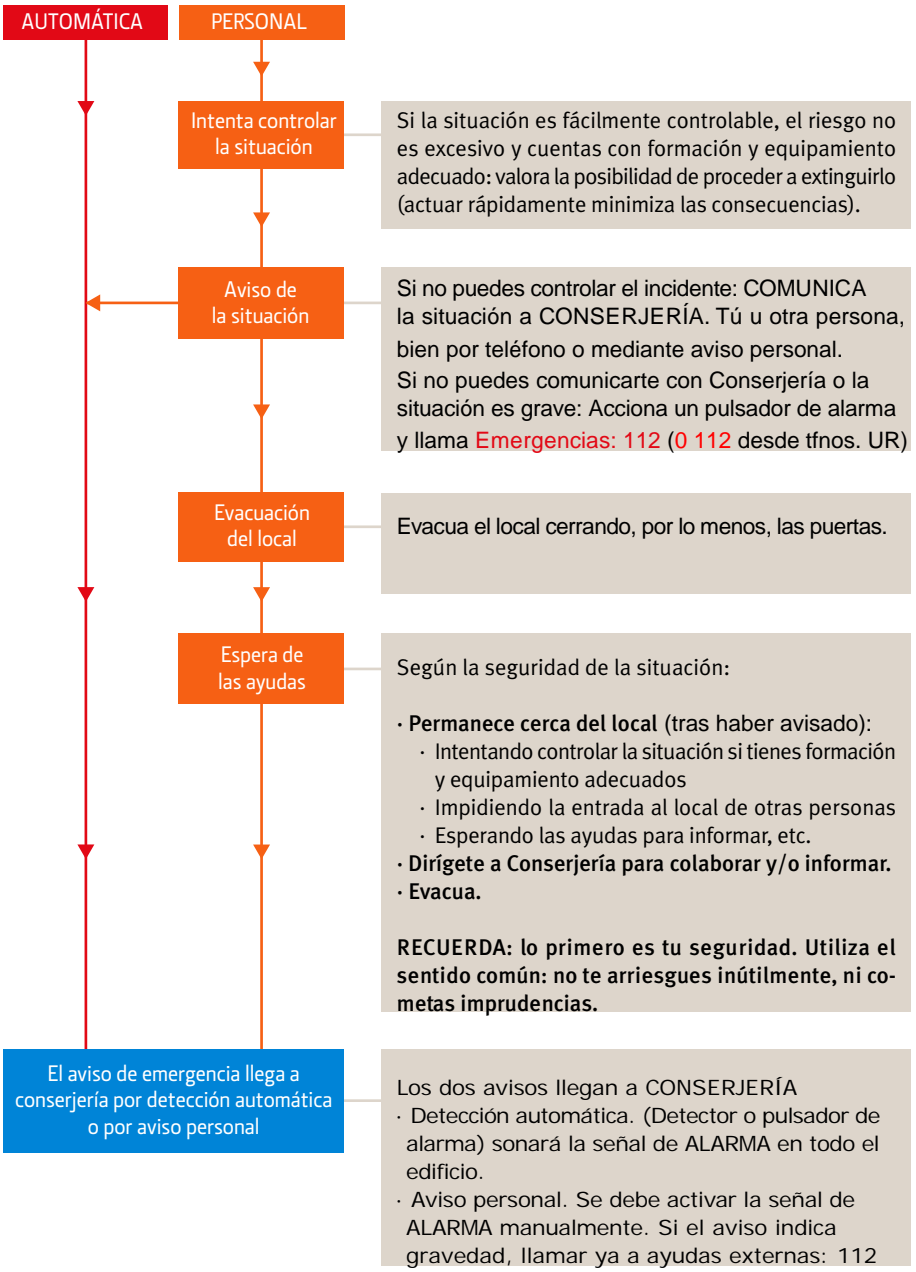 AUTOMÁTICA
PERSONAL
Intenta controlar
la situación
Si la situación es fácilmente controlable, el riesgo no
es excesivo y cuentas con formación y equipamiento
adecuado: valora la posibilidad de proceder a extinguirlo
(actuar rápidamente minimiza las consecuencias).
Aviso de
la situación
Si no puedes controlar el incidente: COMUNICA
la situación a CONSERJERÍA. Tú u otra persona,
bien por teléfono o mediante aviso personal.
Si no puedes comunicarte con Conserjería o la
situación es grave: Acciona un pulsador de alarma
y llama Emergencias: 112 (0 112 desde tfnos. UR)
Evacuación
del local
Evacua el local cerrando, por lo menos, las puertas.
Espera de
las ayudas
Según la seguridad de la situación:
· Permanece cerca del local (tras haber avisado):
· Intentando controlar la situación si tienes formación
y equipamiento adecuados
· Impidiendo la entrada al local de otras personas
· Esperando las ayudas para informar, etc.
· Dirígete a Conserjería para colaborar y/o informar.
· Evacua.
RECUERDA: lo primero es tu seguridad. Utiliza el
sentido común: no te arriesgues inútilmente, ni co-
metas imprudencias.
El aviso de emergencia llega a
conserjería por detección automática
o por aviso personal
Los dos avisos llegan a CONSERJERÍA
· Detección automática. (Detector o pulsador de
alarma) sonará la señal de ALARMA en todo el
edificio.
· Aviso personal. Se debe activar la señal de
ALARMA manualmente. Si el aviso indica
gravedad, llamar ya a ayudas externas: 112